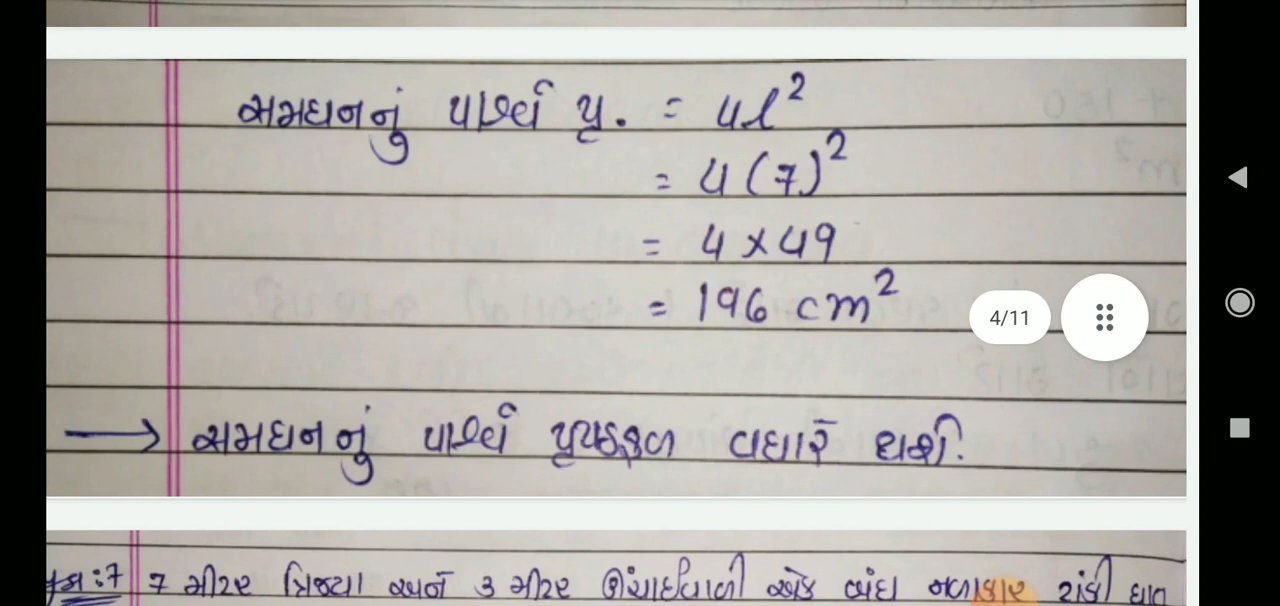 સમઘનનું પાર્શ્વ પૃ. = 4l²
= 4(7)²
= 4 × 49
= 196 cm²
4/11
→ સમઘનનું પાર્શ્વ પૃષ્ઠફળ વધારે થશે.
પ્રશ્ન:7 7 મીટર ત્રિજ્યા અને 3 મીટર ઊંચાઈવાળી એક બંધ નળાકાર ટાંકી ધાતુ